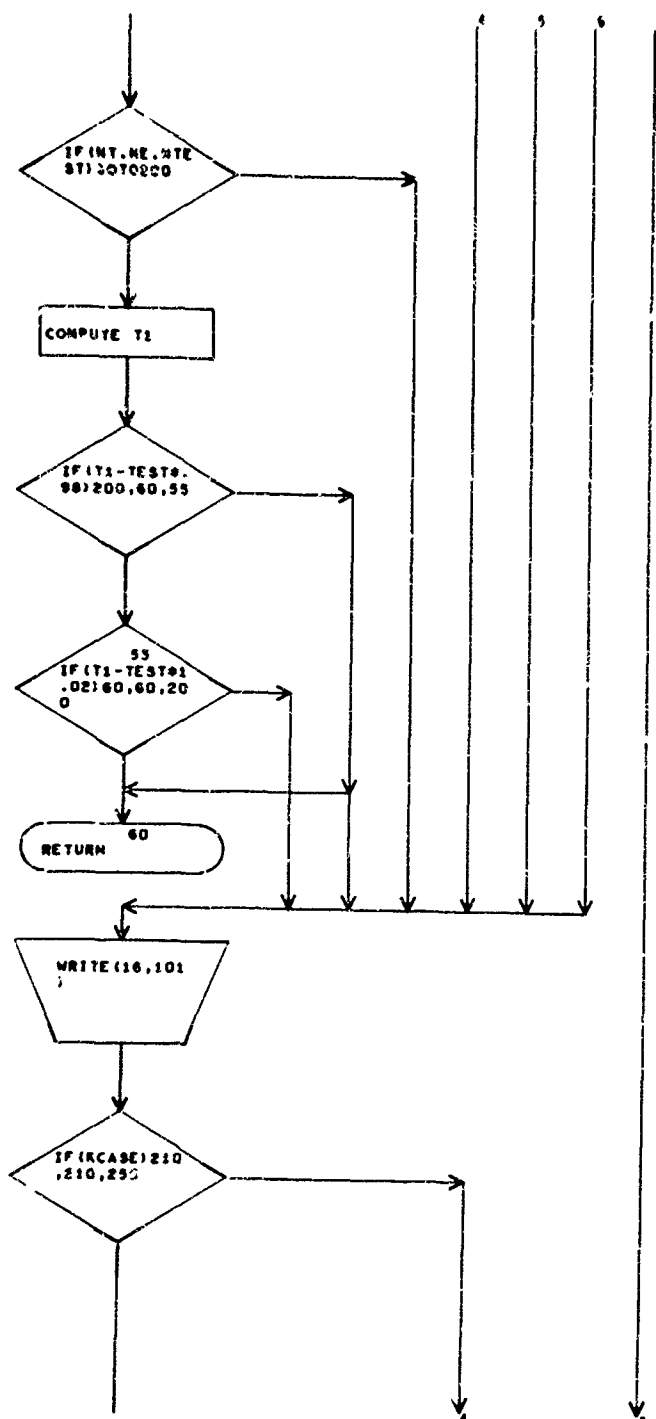 4 5 6
IF(NT.NE.NTE
ST)GOTO200
COMPUTE T1
IF(T1-TEST*.
98)200,60,55
55
IF(T1-TEST*1
.02)60,60,20
0
60
RETURN
WRITE(16,101
)
IF(KCASE)210
,210,250